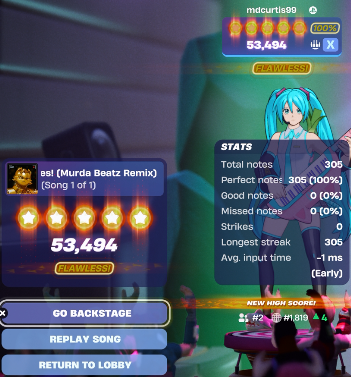 mdcurtis99
100%
53,494
X
FLAWLESS!
STATS
Total notes 305
Perfect notes 305 (100%)
Good notes 0 (0%)
Missed notes 0 (0%)
Strikes 0
Longest streak 305
Avg. input time -1 ms
(Early)
es! (Murda Beatz Remix)
(Song 1 of 1)
53,494
FLAWLESS!
NEW HIGH SCORE!
#2 #1,819 4
GO BACKSTAGE
REPLAY SONG
RETURN TO LOBBY